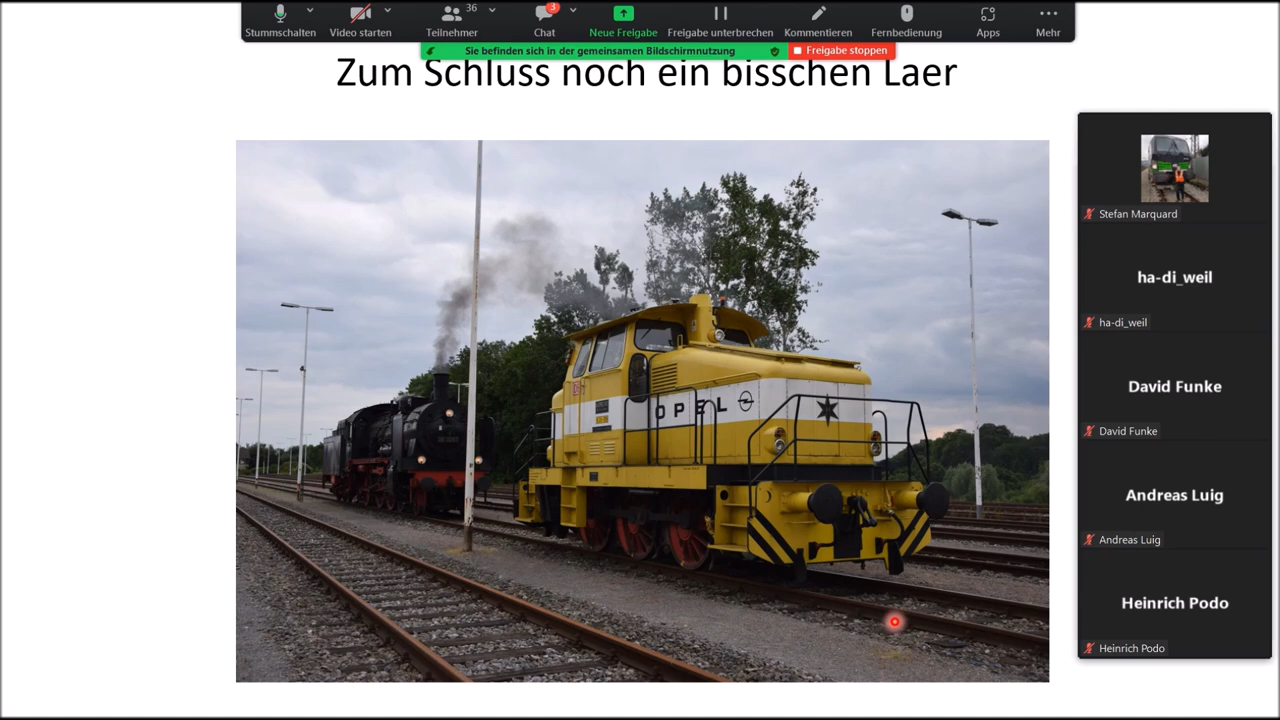 36
3
Stummschalten
Video starten
Teilnehmer
Chat
Neue Freigabe
Freigabe unterbrechen
Kommentieren
Fernbedienung
Apps
Mehr
Sie befinden sich in der gemeinsamen Bildschirmnutzung
Freigabe stoppen
Zum Schluss noch ein bisschen Laer
OPEL
Stefan Marquard
ha-di_weil
ha-di_weil
David Funke
David Funke
Andreas Luig
Andreas Luig
Heinrich Podo
Heinrich Podo